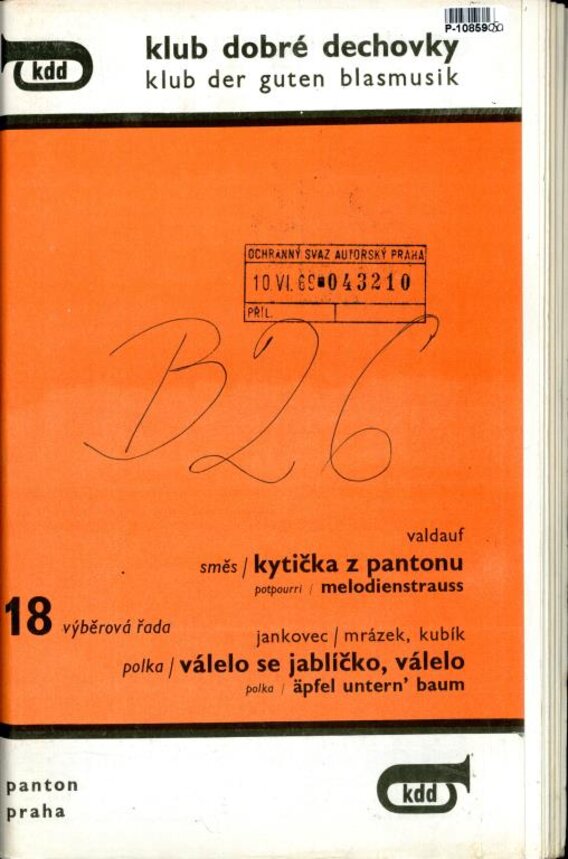 P-1085900
kdd
klub dobré dechovky
klub der guten blasmusik
OCHRANNÝ SVAZ AUTORSKÝ PRAHA
10 VI. 69 043210
PŘÍL.
B26
valdauf
směs / kytička z pantonu
potpourri / melodienstrauss
18 výběrová řada
jankovec / mrázek, kubík
polka / válelo se jablíčko, válelo
polka / äpfel untern' baum
panton
praha
kdd